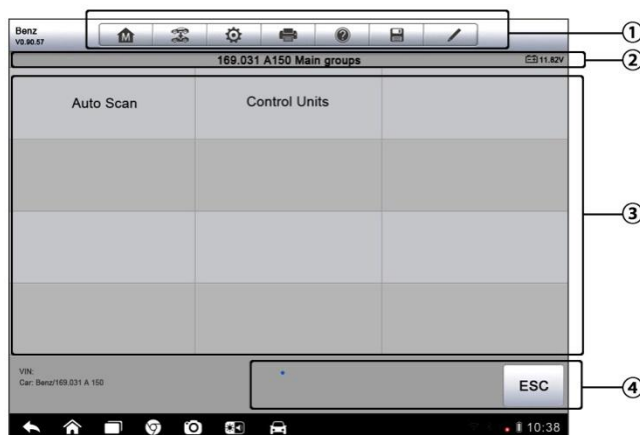 Benz
V0.90.57
M
①
169.031 A150 Main groups
11.82V
②
Auto Scan
Control Units
③
VIN:
Car: Benz/169.031 A 150
ESC
④
10:38